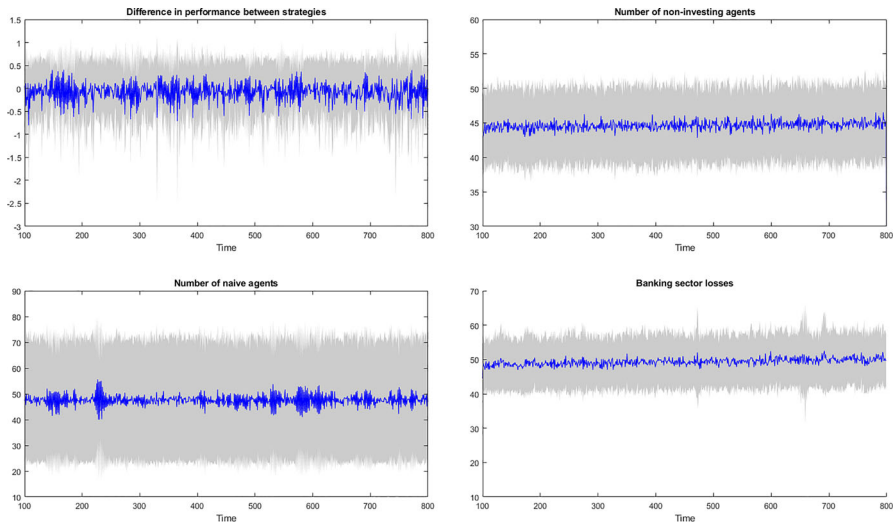 Difference in performance between strategies
1.5
1
0.5
0
-0.5
-1
-1.5
-2
-2.5
-3
100 200 300 400 500 600 700 800
Time
Number of non-investing agents
60
55
50
45
40
35
30
100 200 300 400 500 600 700 800
Time
Number of naive agents
90
80
70
60
50
40
30
20
10
100 200 300 400 500 600 700 800
Time
Banking sector losses
70
60
50
40
30
20
10
100 200 300 400 500 600 700 800
Time